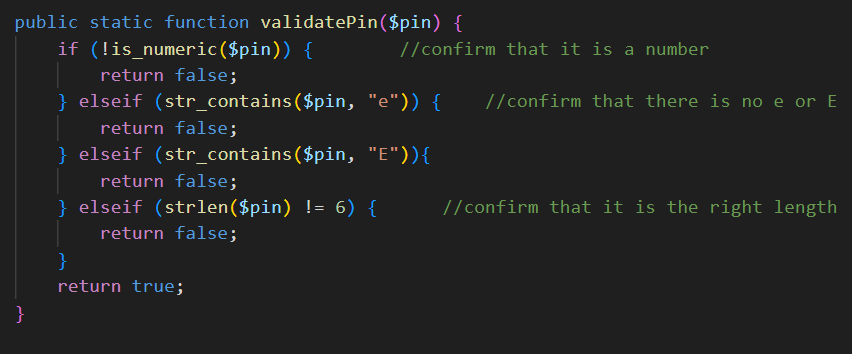 public static function validatePin($pin) {
    if (!is_numeric($pin)) {        //confirm that it is a number
        return false;
    } elseif (str_contains($pin, "e")) {    //confirm that there is no e or E
        return false;
    } elseif (str_contains($pin, "E")){
        return false;
    } elseif (strlen($pin) != 6) {      //confirm that it is the right length
        return false;
    }
    return true;
}